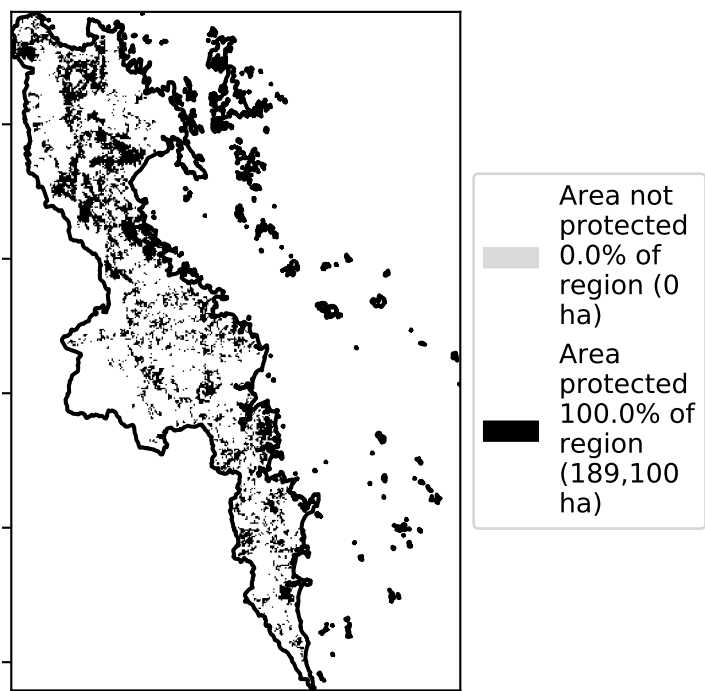 Area not
protected
0.0% of
region (0
ha)
Area
protected
100.0% of
region
(189,100
ha)